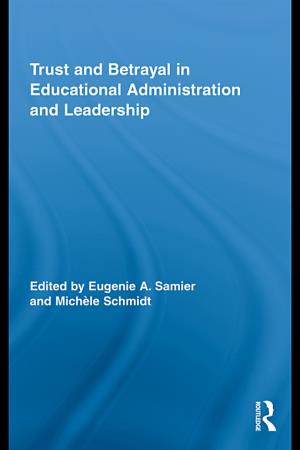 Trust and Betrayal in
Educational Administration
and Leadership
Edited by Eugenie A. Samier
and Michèle Schmidt
ROUTLEDGE